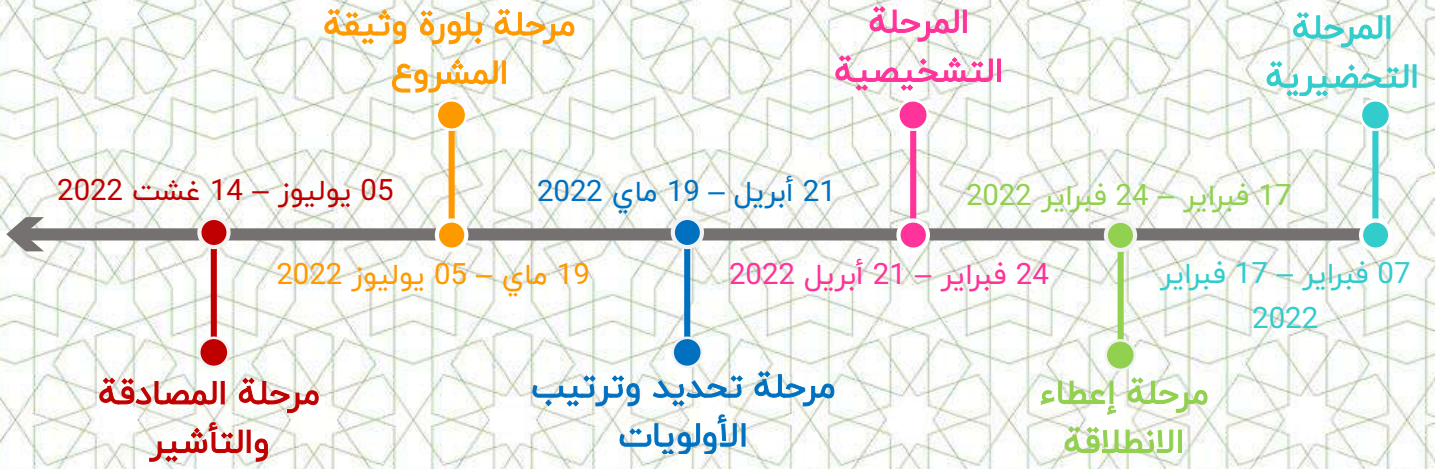 المرحلة
التحضيرية
07 فبراير – 17 فبراير
2022
17 فبراير – 24 فبراير 2022
مرحلة إعطاء
الانطلاقة
المرحلة
التشخيصية
24 فبراير – 21 أبريل 2022
21 أبريل – 19 ماي 2022
مرحلة تحديد وترتيب
الأولويات
مرحلة بلورة وثيقة
المشروع
19 ماي – 05 يوليوز 2022
05 يوليوز – 14 غشت 2022
مرحلة المصادقة
والتأشير